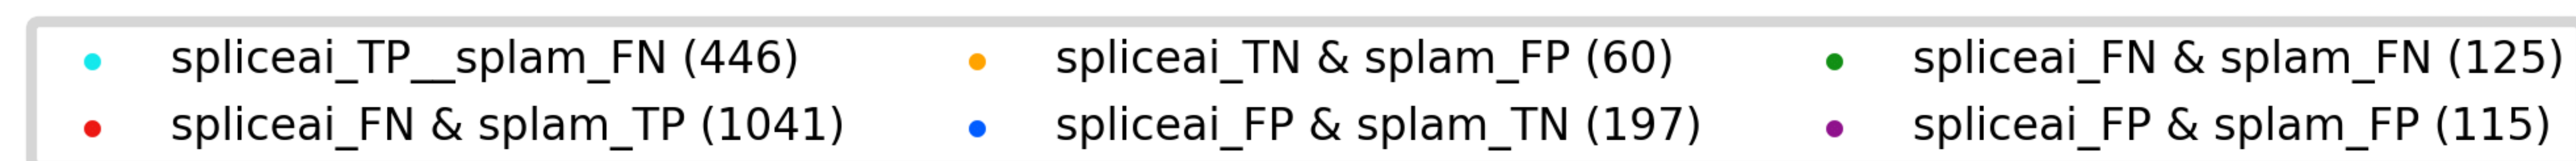 spliceai_TP__splam_FN (446) spliceai_TN & splam_FP (60) spliceai_FN & splam_FN (125)
spliceai_FN & splam_TP (1041) spliceai_FP & splam_TN (197) spliceai_FP & splam_FP (115)